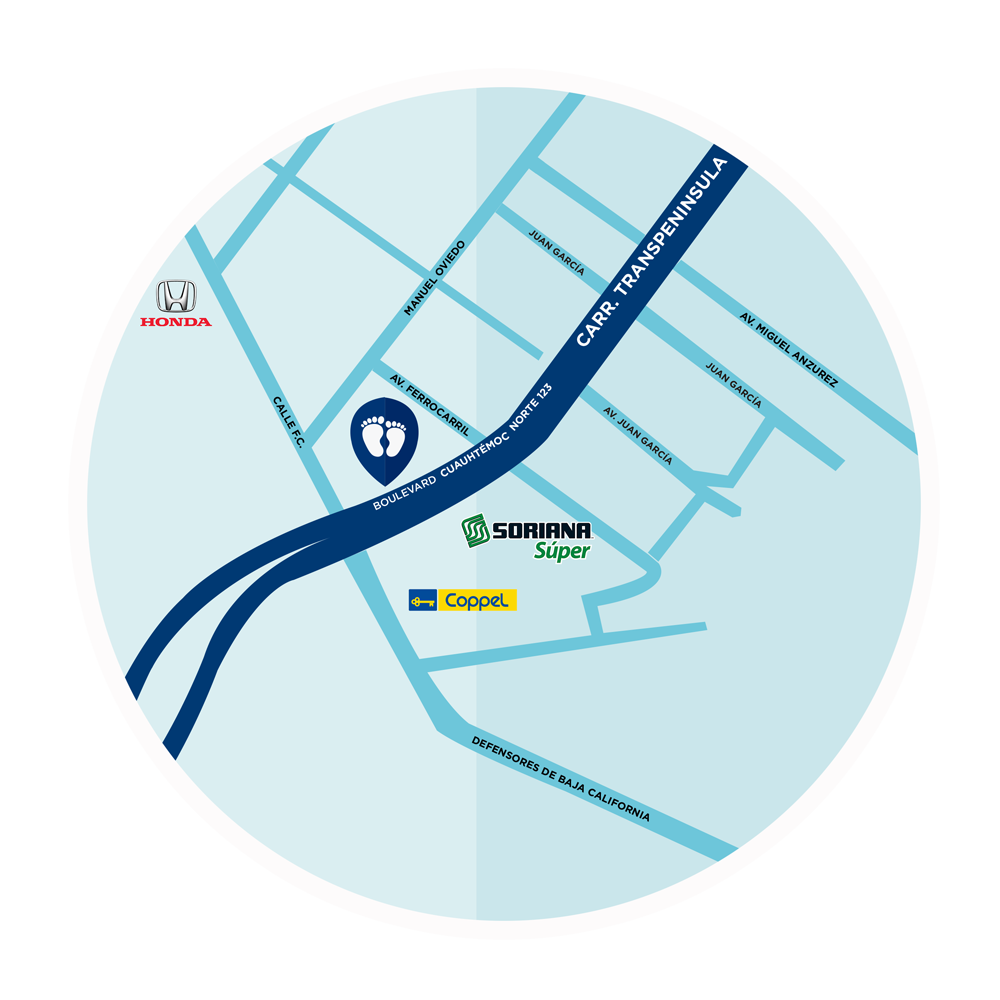 CARR. TRANSPENINSULA
JUAN GARCÍA
MANUEL OVIEDO
HONDA
AV. MIGUEL ANZUREZ
JUAN GARCÍA
AV. FERROCARRIL
CALLE F.C.
AV. JUAN GARCÍA
BOULEVARD CUAUHTÉMOC NORTE 123
SORIANA
Súper
Coppel
DEFENSORES DE BAJA CALIFORNIA